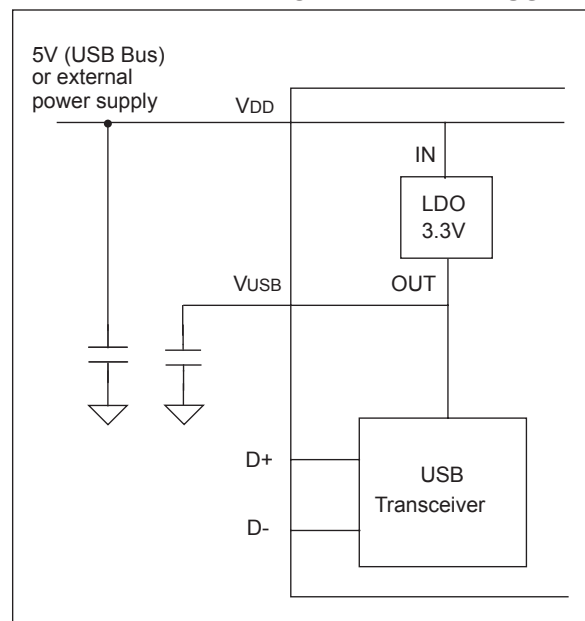 5V (USB Bus)
or external
power supply
VDD
IN
LDO
3.3V
VUSB
OUT
D+
USB
Transceiver
D-